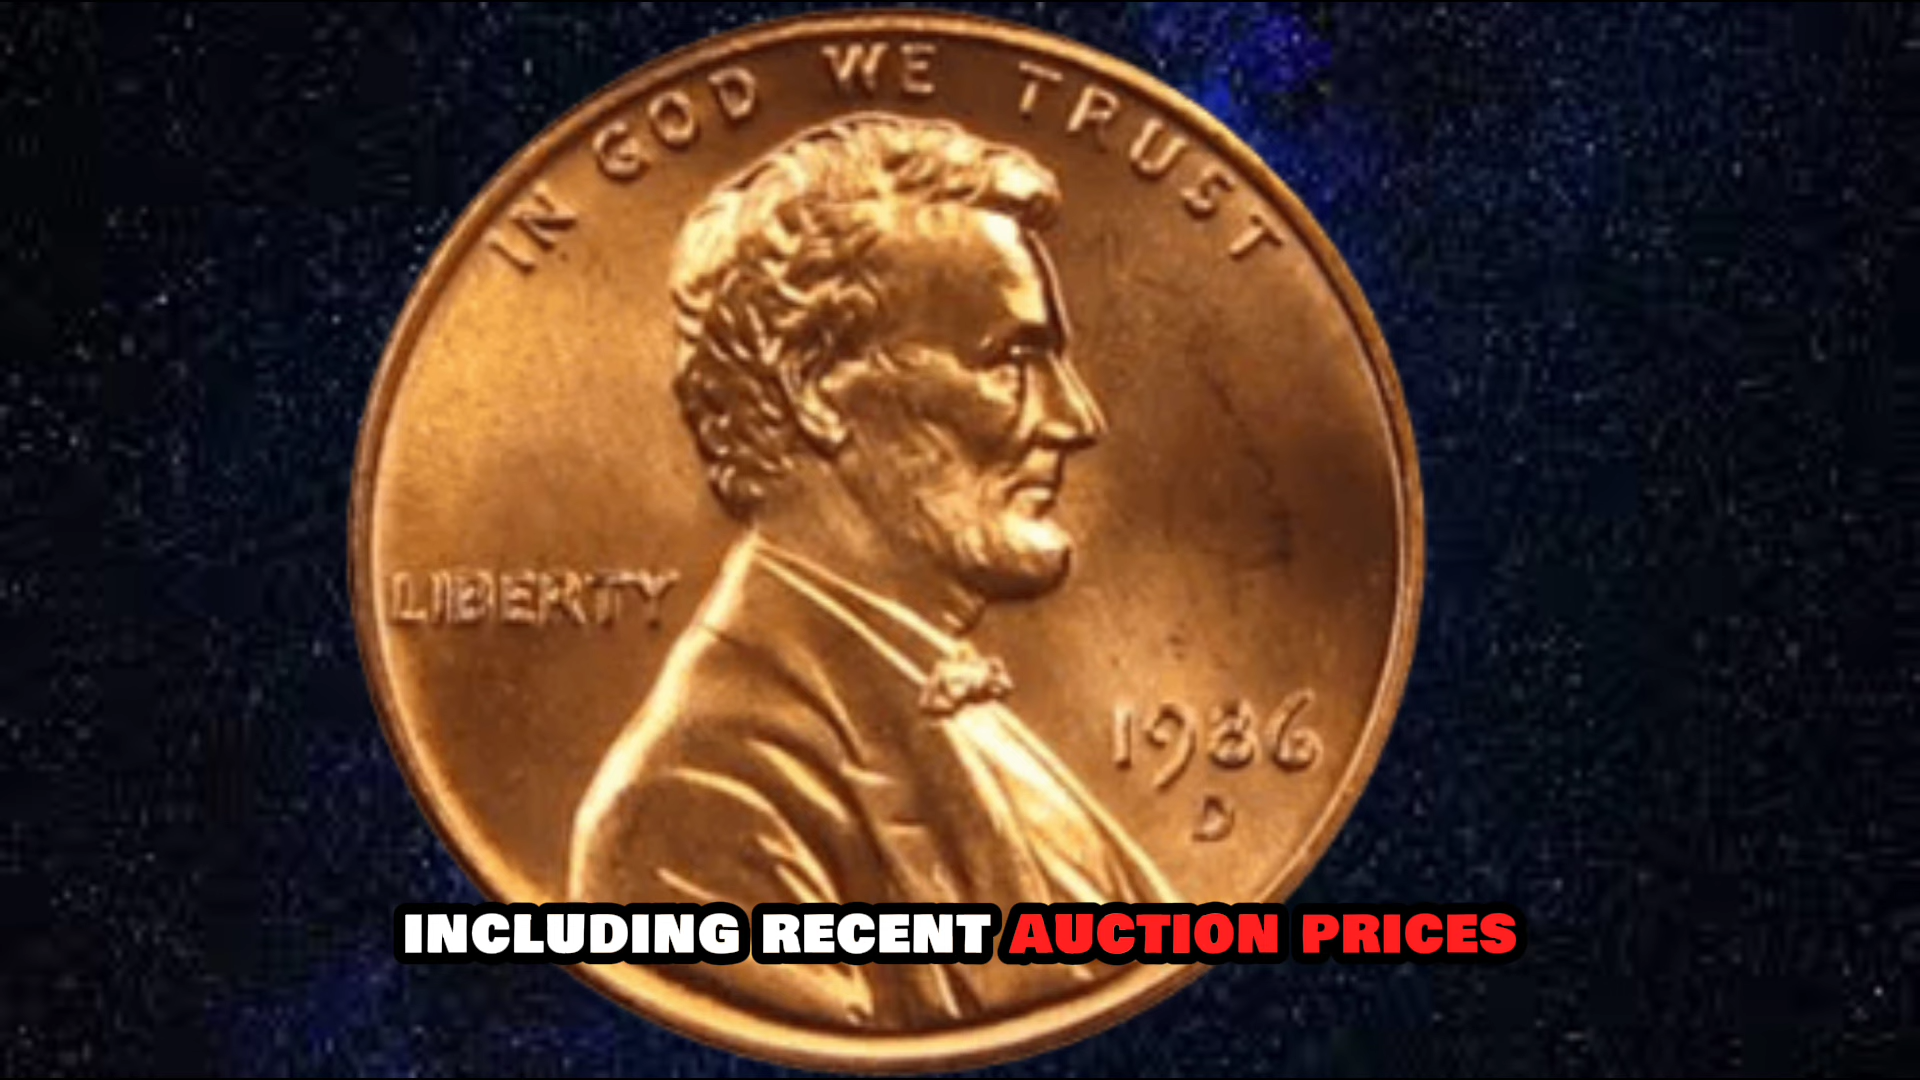 IN GOD WE TRUST
LIBERTY
1986
D
INCLUDING RECENT AUCTION PRICES